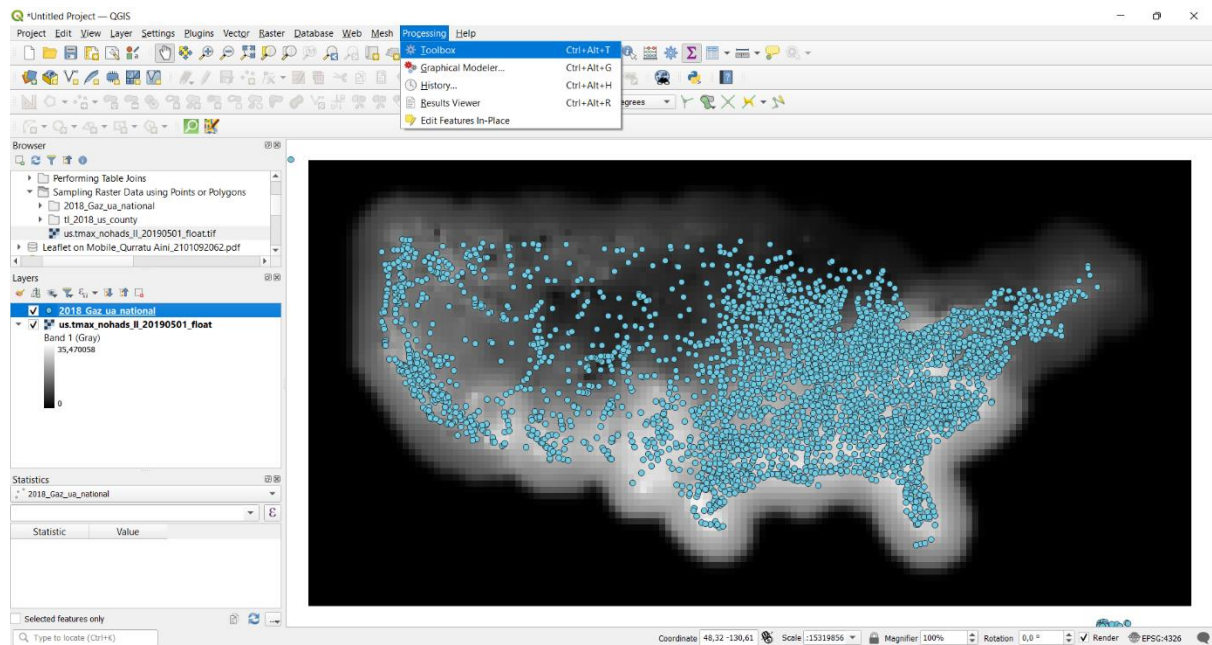 *Untitled Project — QGIS
Project Edit View Layer Settings Plugins Vector Raster Database Web Mesh Processing Help
Toolbox Ctrl+Alt+T
Graphical Modeler... Ctrl+Alt+G
History... Ctrl+Alt+H
Results Viewer Ctrl+Alt+R
egrees
Edit Features In-Place
Browser
Performing Table Joins
Sampling Raster Data using Points or Polygons
2018_Gaz_ua_national
tl_2018_us_county
us.tmax_nohads_ll_20190501_float.tif
Leaflet on Mobile_Qurratu Aini_2101092062.pdf
Layers
2018_Gaz_ua_national
us.tmax_nohads_ll_20190501_float
Band 1 (Gray)
35,470058
0
Statistics
2018_Gaz_ua_national
Statistic Value
Selected features only
Type to locate (Ctrl+K)
Coordinate 48,32 -130,61 Scale :15319856 Magnifier 100% Rotation 0,0 ° Render EPSG:4326